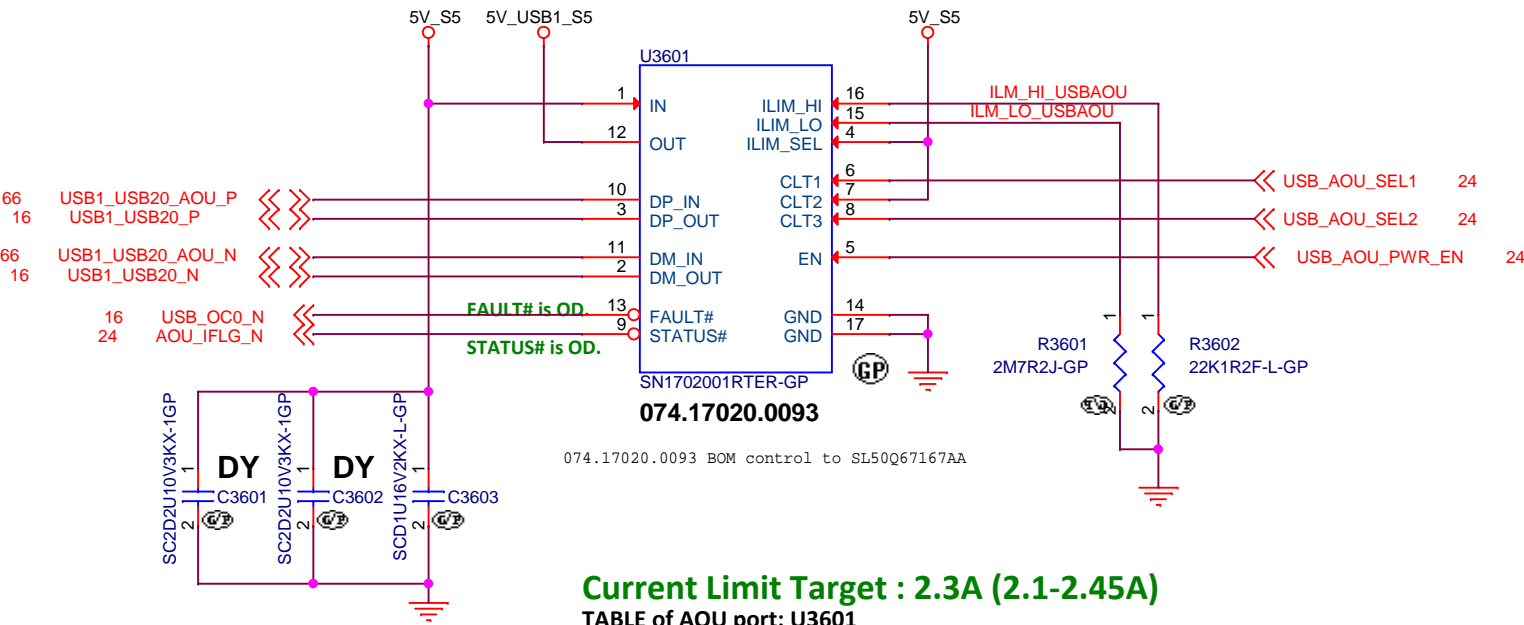 5V_S5 5V_USB1_S5 5V_S5
U3601
1 IN
12 OUT
10 DP_IN
3 DP_OUT
11 DM_IN
2 DM_OUT
13 FAULT#
9 STATUS#
ILIM_HI 16
ILIM_LO 15
ILIM_SEL 4
CLT1 6
CLT2 7
CLT3 8
EN 5
GND 14
GND 17
ILM_HI_USBAOU
ILM_LO_USBAOU
66 USB1_USB20_AOU_P
16 USB1_USB20_P
66 USB1_USB20_AOU_N
16 USB1_USB20_N
16 USB_OC0_N
24 AOU_IFLG_N
FAULT# is OD.
STATUS# is OD.
USB_AOU_SEL1 24
USB_AOU_SEL2 24
USB_AOU_PWR_EN 24
SN1702001RTER-GP
GP
074.17020.0093
074.17020.0093 BOM control to SL50Q67167AA
1 R3601 2
2M7R2J-GP
1 R3602 2
22K1R2F-L-GP
G/P
SC2D2U10V3KX-1GP
DY
1 C3601 2
G/P
SC2D2U10V3KX-1GP
DY
1 C3602 2
G/P
SCD1U16V2KX-L-GP
1 C3603 2
G/P
Current Limit Target : 2.3A (2.1-2.45A)
TABLE of AOU port: U3601